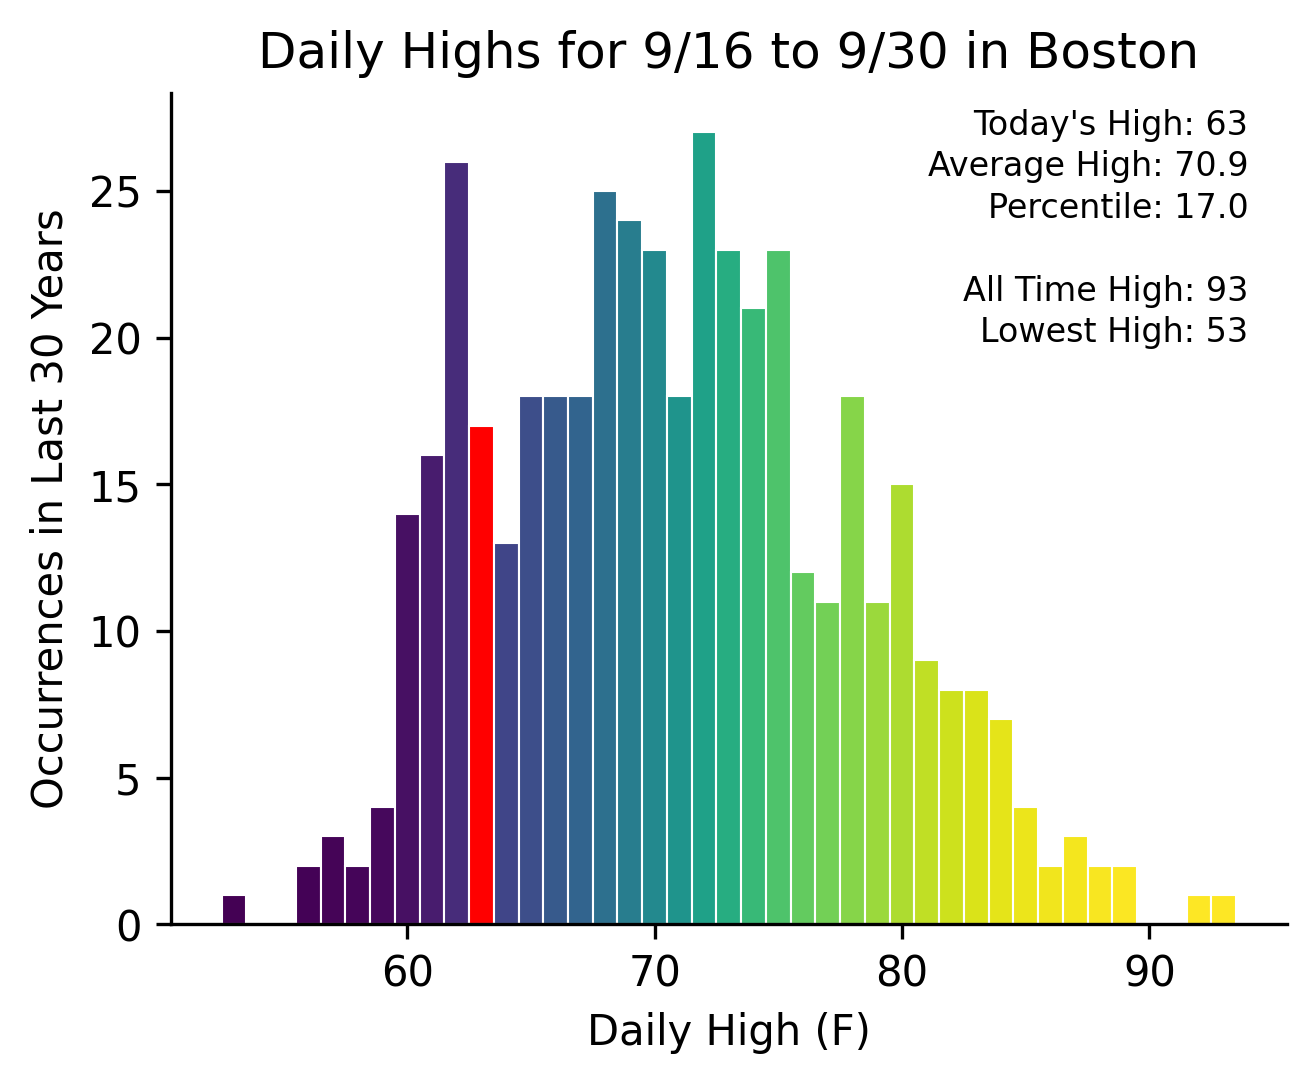 Daily Highs for 9/16 to 9/30 in Boston
Today's High: 63
Average High: 70.9
Percentile: 17.0
All Time High: 93
Lowest High: 53
Occurrences in Last 30 Years
25
20
15
10
5
0
60 70 80 90
Daily High (F)